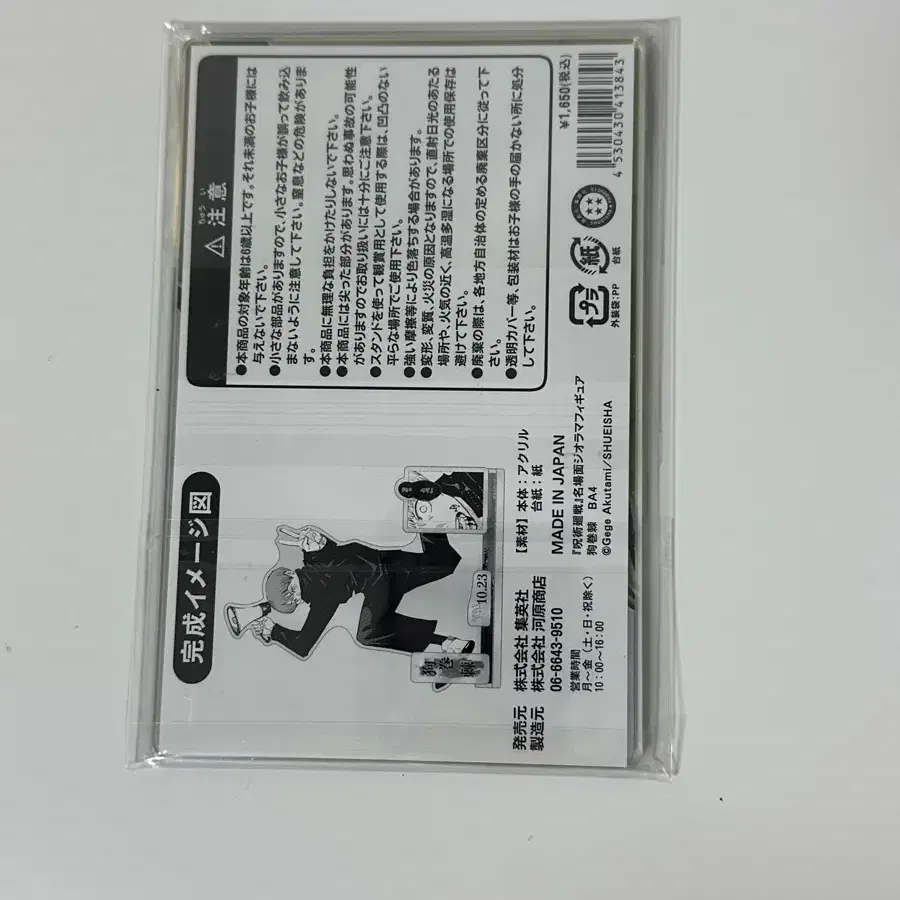 完成イメージ図
狗巻
棘
10.23
発売元 株式会社 集英社
製造元 株式会社 河原商店
06-6643-9510
営業時間
月～金（土・日・祝除く）
10:00～16:00
【素材】本体：アクリル
台紙：紙
MADE IN JAPAN
『呪術廻戦』名場面ジオラマフィギュア
狗巻棘 BA4
©Gege Akutami/SHUEISHA
ちゅう い
注意
●本商品の対象年齢は6歳以上です。それ未満のお子様には
与えないで下さい。
●小さな部品がありますので、小さなお子様が誤って飲み込
まないように注意して下さい。窒息などの危険がありま
す。
●本商品に無理な負担をかけたりしないで下さい。
●本商品には尖った部分があります。思わぬ事故の可能性
がありますのでお取り扱いには十分にご注意下さい。
●スタンドを使って観賞用として使用する際は、凹凸のない
平らな場所でご使用下さい。
●強い摩擦等により色落ちする場合があります。
●変形、変質、火災の原因となりますので、直射日光のあたる
場所や、火気の近く、高温多湿になる場所での使用保存は
避けて下さい。
●廃棄の際は、各地方自治体の定める廃棄区分に従って下
さい。
●透明カバー等、包装材はお子様の手の届かない所に処分
して下さい。
プラ
外装袋：PP
紙
台紙
¥1,650(税込)
4 530430 413843